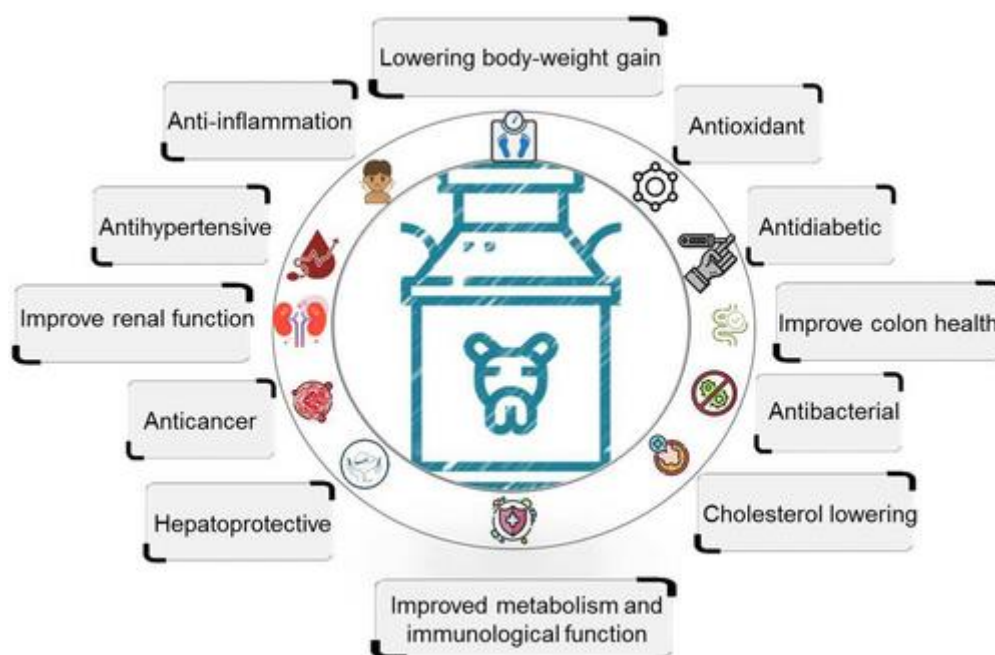 Lowering body-weight gain
Anti-inflammation
Antioxidant
Antihypertensive
Antidiabetic
Improve renal function
Improve colon health
Anticancer
Antibacterial
Hepatoprotective
Cholesterol lowering
Improved metabolism and
immunological function